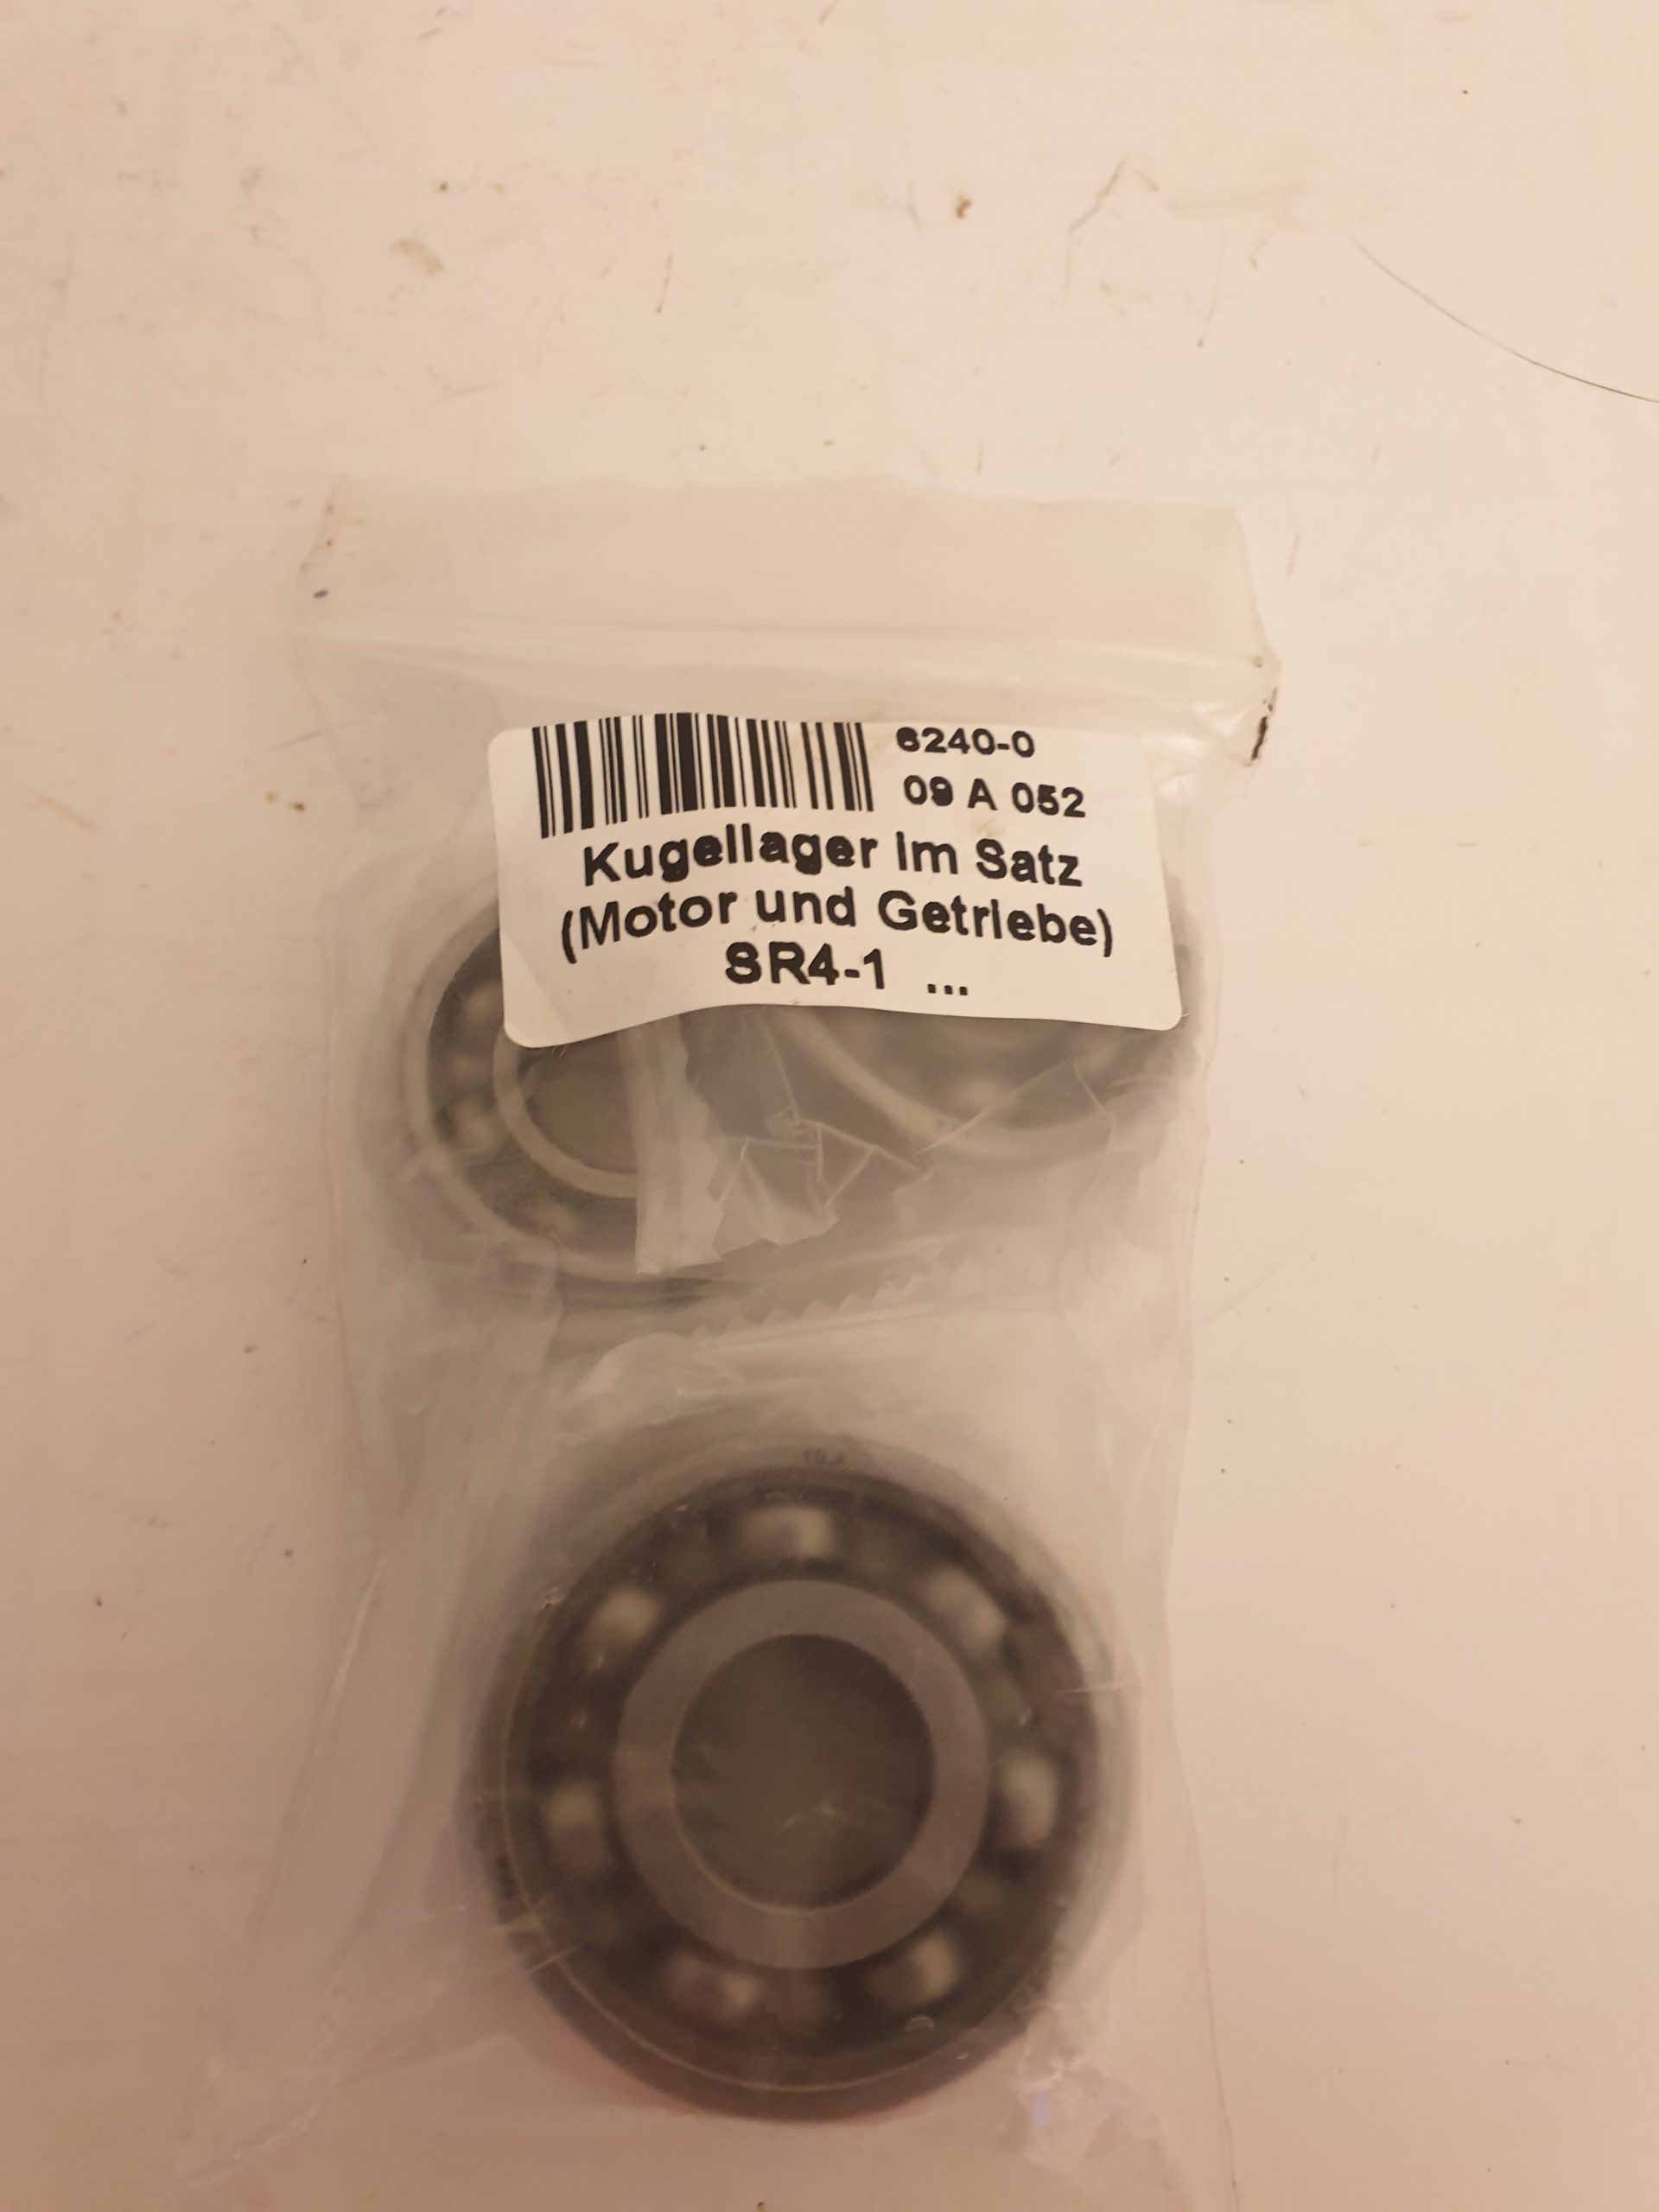 6240-0
09 A 052
Kugellager im Satz
(Motor und Getriebe)
SR4-1 ...